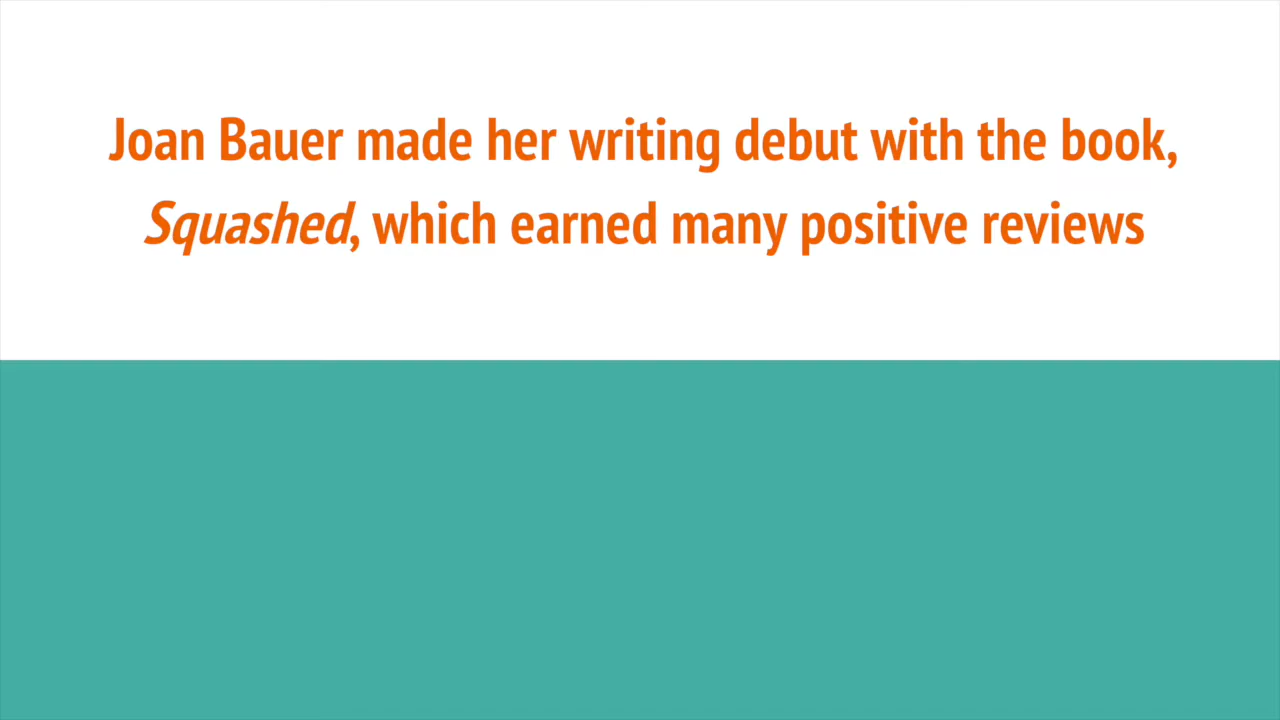 Joan Bauer made her writing debut with the book,
Squashed, which earned many positive reviews